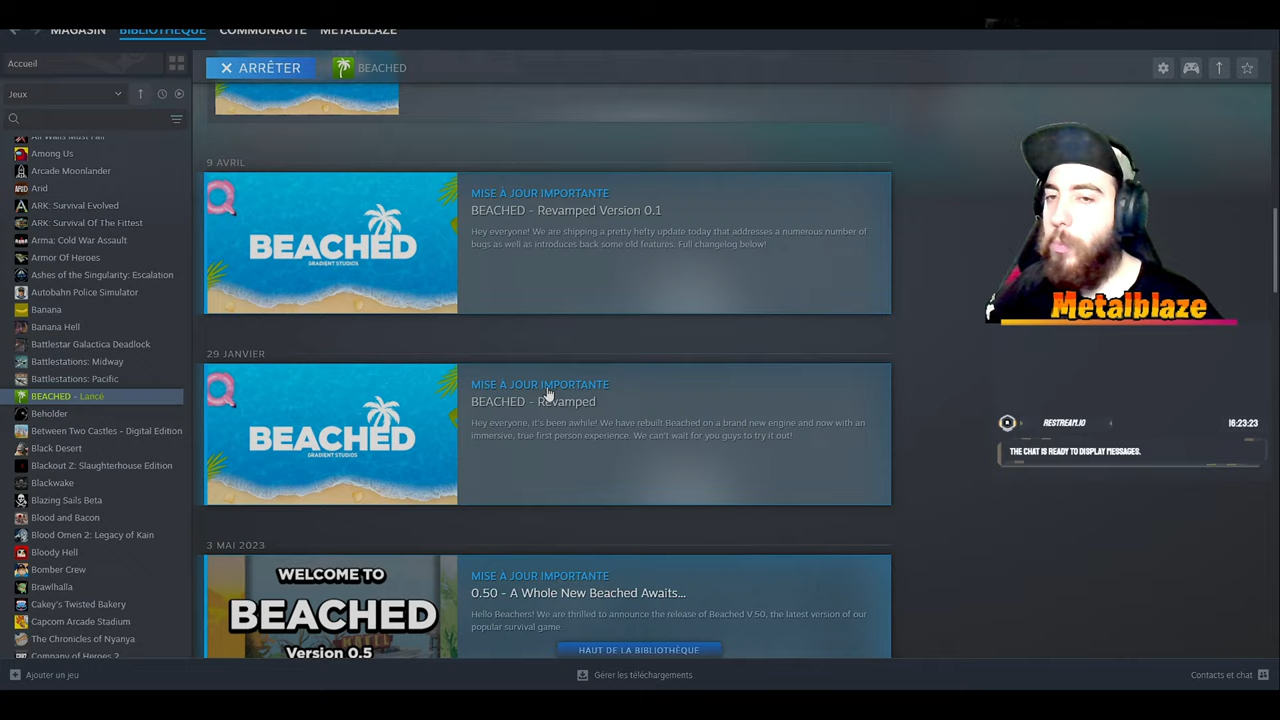 MAGASIN BIBLIOTHÈQUE COMMUNAUTÉ METALBLAZE
Accueil
ARRÊTER
BEACHED
Jeux
Among Us
Arcade Moonlander
Arid
ARK: Survival Evolved
ARK: Survival Of The Fittest
Arma: Cold War Assault
Armor Of Heroes
Ashes of the Singularity: Escalation
Autobahn Police Simulator
Banana
Banana Hell
Battlestar Galactica Deadlock
Battlestations: Midway
Battlestations: Pacific
BEACHED - Lancé
Beholder
Between Two Castles - Digital Edition
Black Desert
Blackout Z: Slaughterhouse Edition
Blackwake
Blazing Sails Beta
Blood and Bacon
Blood Omen 2: Legacy of Kain
Bloody Hell
Bomber Crew
Brawlhalla
Cakey's Twisted Bakery
Capcom Arcade Stadium
The Chronicles of Nyanya
Company of Heroes 2
9 AVRIL
BEACHED
GRADIENT STUDIOS
MISE À JOUR IMPORTANTE
BEACHED - Revamped Version 0.1
Hey everyone! We are shipping a pretty hefty update today that addresses a numerous number of
bugs as well as introduces back some old features. Full changelog below!
29 JANVIER
BEACHED
GRADIENT STUDIOS
MISE À JOUR IMPORTANTE
BEACHED - Revamped
Hey everyone, it's been awhile! We have rebuilt Beached on a brand new engine and now with an
immersive, true first person experience. We can't wait for you guys to try it out!
3 MAI 2023
WELCOME TO
BEACHED
Version 0.5
MISE À JOUR IMPORTANTE
0.50 - A Whole New Beached Awaits...
Hello Beachers! We are thrilled to announce the release of Beached V.50, the latest version of our
popular survival game
HAUT DE LA BIBLIOTHÈQUE
Metalblaze
RESTREAM.IO
16:23:23
THE CHAT IS READY TO DISPLAY MESSAGES.
Ajouter un jeu
Gérer les téléchargements
Contacts et chat